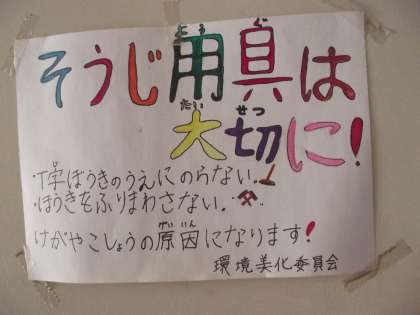 そうじ用具は
大切に!
・T字ぼうきのうえに のらない。
・ほうきをふりまわさない。
けがやこしょうの原因になります!
環境美化委員会